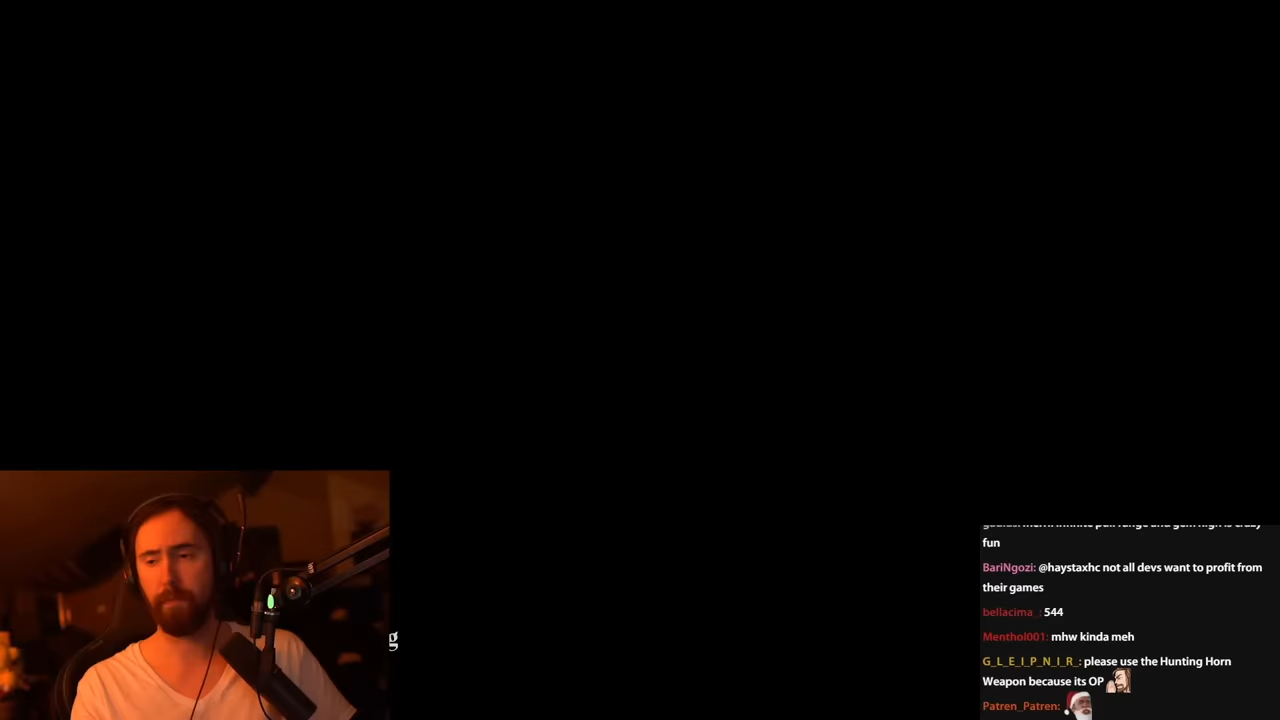 fun
BariNgozi: @haystaxhc not all devs want to profit from
their games
bellacima_: 544
Menthol001: mhw kinda meh
G_L_E_I_P_N_I_R_: please use the Hunting Horn
Weapon because its OP
Patren_Patren:
g